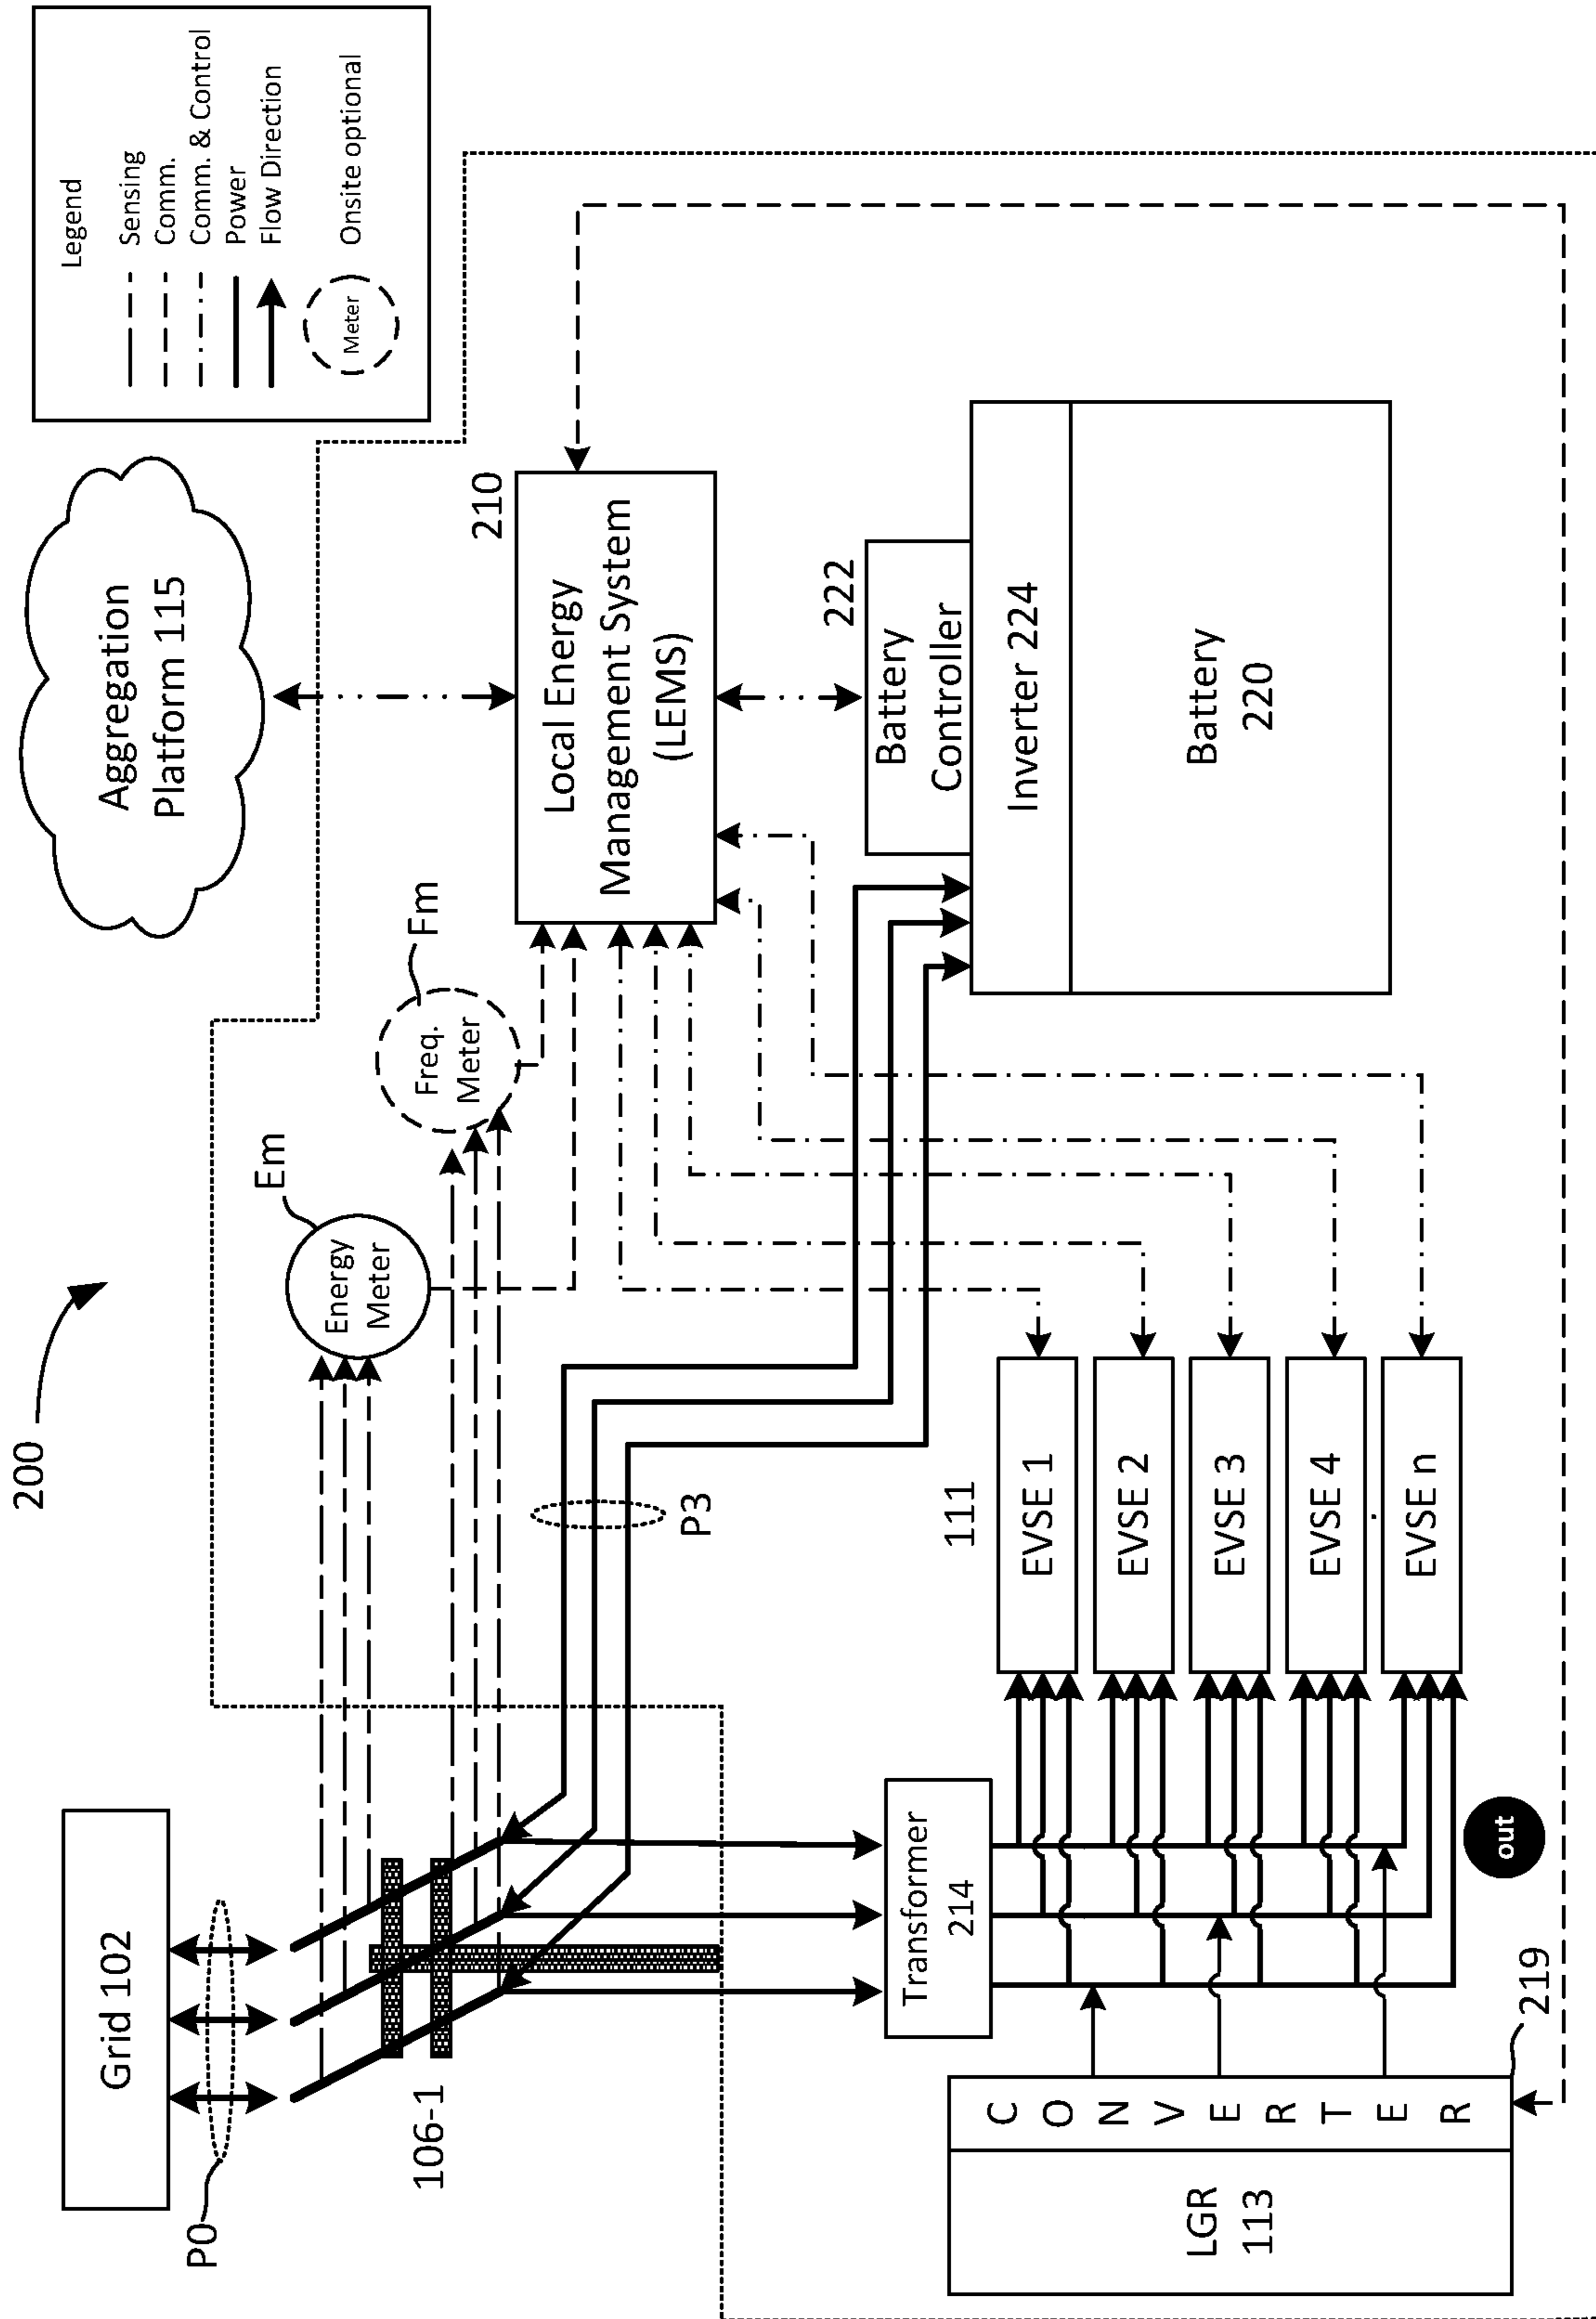 200
Legend
Sensing
Comm.
Comm. & Control
Power
Flow Direction
Meter
Onsite optional
Aggregation
Platform 115
Grid 102
P0
106-1
Energy
Meter
Em
Freq.
Meter
Fm
210
Local Energy
Management System
(LEMS)
P3
222
Battery
Controller
Inverter 224
Battery
220
Transformer
214
111
EVSE 1
EVSE 2
EVSE 3
EVSE 4
EVSE n
LGR
113
CONVERTER
219
out